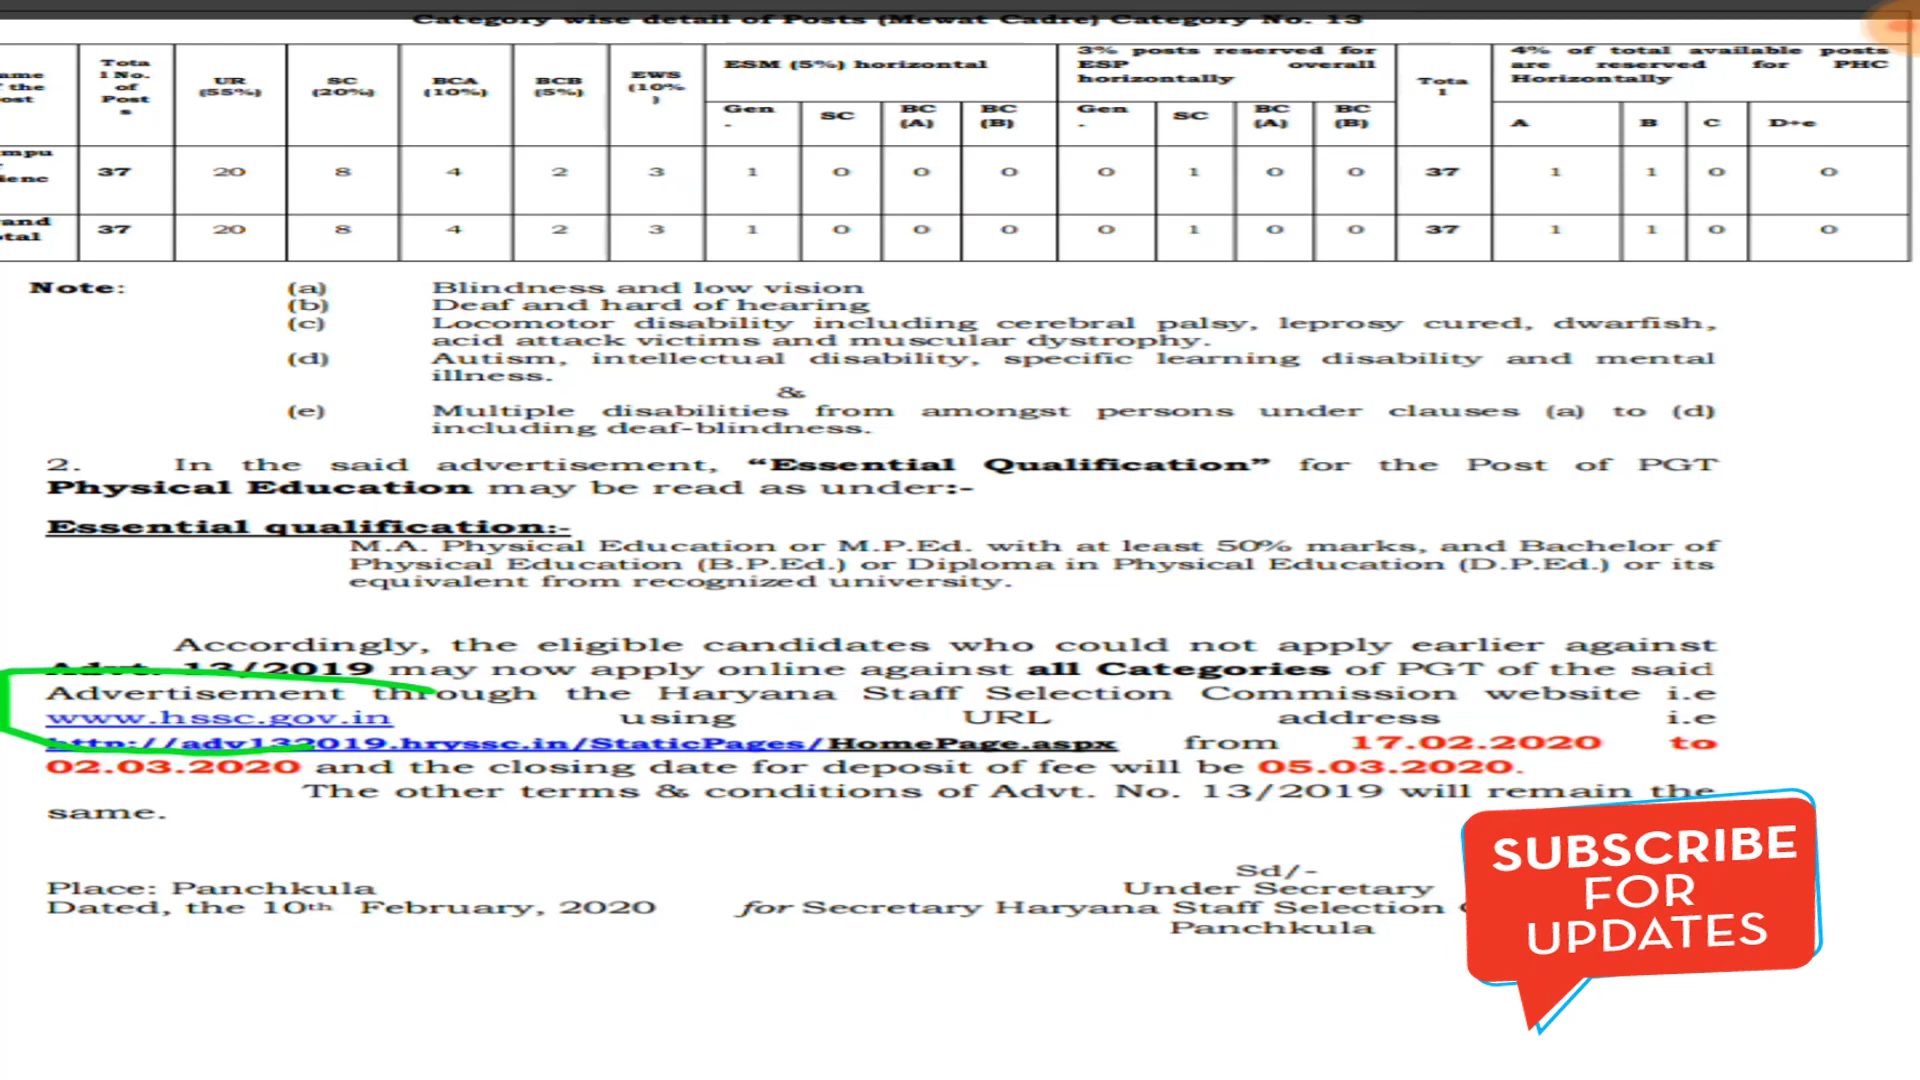 Category wise detail of Posts (Mewat Cadre) Category No. 13
ame
the
ost
Tota
l No.
of
Post
s
UR
(55%)
SC
(20%)
BCA
(10%)
BCB
(5%)
EWS
(10%
)
ESM (5%) horizontal
3% posts reserved for
ESP overall
horizontally
Tota
l
4% of total available posts
are reserved for PHC
Horizontally
Gen
.
SC
BC
(A)
BC
(B)
Gen
.
SC
BC
(A)
BC
(B)
A
B
C
D+e
mpu
r
ienc
37 20 8 4 2 3 1 0 0 0 0 1 0 0 37 1 1 0 0
and
otal
37 20 8 4 2 3 1 0 0 0 0 1 0 0 37 1 1 0 0
Note: (a) Blindness and low vision
(b) Deaf and hard of hearing
(c) Locomotor disability including cerebral palsy, leprosy cured, dwarfish,
acid attack victims and muscular dystrophy.
(d) Autism, intellectual disability, specific learning disability and mental
illness.
&
(e) Multiple disabilities from amongst persons under clauses (a) to (d)
including deaf-blindness.
2. In the said advertisement, “Essential Qualification” for the Post of PGT
Physical Education may be read as under:-
Essential qualification:-
M.A. Physical Education or M.P.Ed. with at least 50% marks, and Bachelor of
Physical Education (B.P.Ed.) or Diploma in Physical Education (D.P.Ed.) or its
equivalent from recognized university.
Accordingly, the eligible candidates who could not apply earlier against
Advt. 13/2019 may now apply online against all Categories of PGT of the said
Advertisement through the Haryana Staff Selection Commission website i.e
www.hssc.gov.in using URL address i.e
http://adv132019.hryssc.in/StaticPages/HomePage.aspx from 17.02.2020 to
02.03.2020 and the closing date for deposit of fee will be 05.03.2020.
The other terms & conditions of Advt. No. 13/2019 will remain the
same.
Sd/-
Place: Panchkula Under Secretary
Dated, the 10th February, 2020 for Secretary Haryana Staff Selection
Panchkula
SUBSCRIBE
FOR
UPDATES